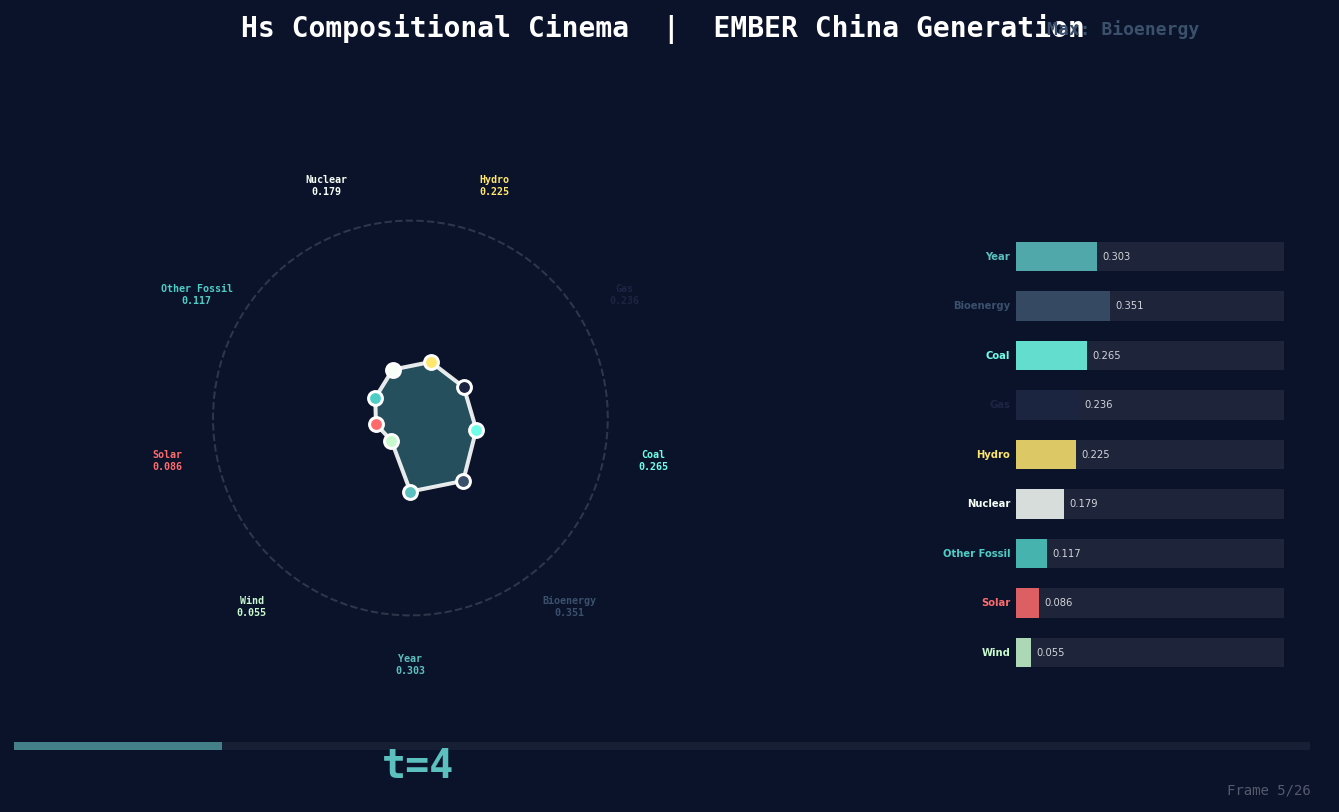 Hs Compositional Cinema | EMBER China Generation
Max: Bioenergy
Nuclear
0.179
Hydro
0.225
Other Fossil
0.117
Gas
0.236
Solar
0.086
Coal
0.265
Wind
0.055
Bioenergy
0.351
Year
0.303
Year 0.303
Bioenergy 0.351
Coal 0.265
Gas 0.236
Hydro 0.225
Nuclear 0.179
Other Fossil 0.117
Solar 0.086
Wind 0.055
t=4
Frame 5/26